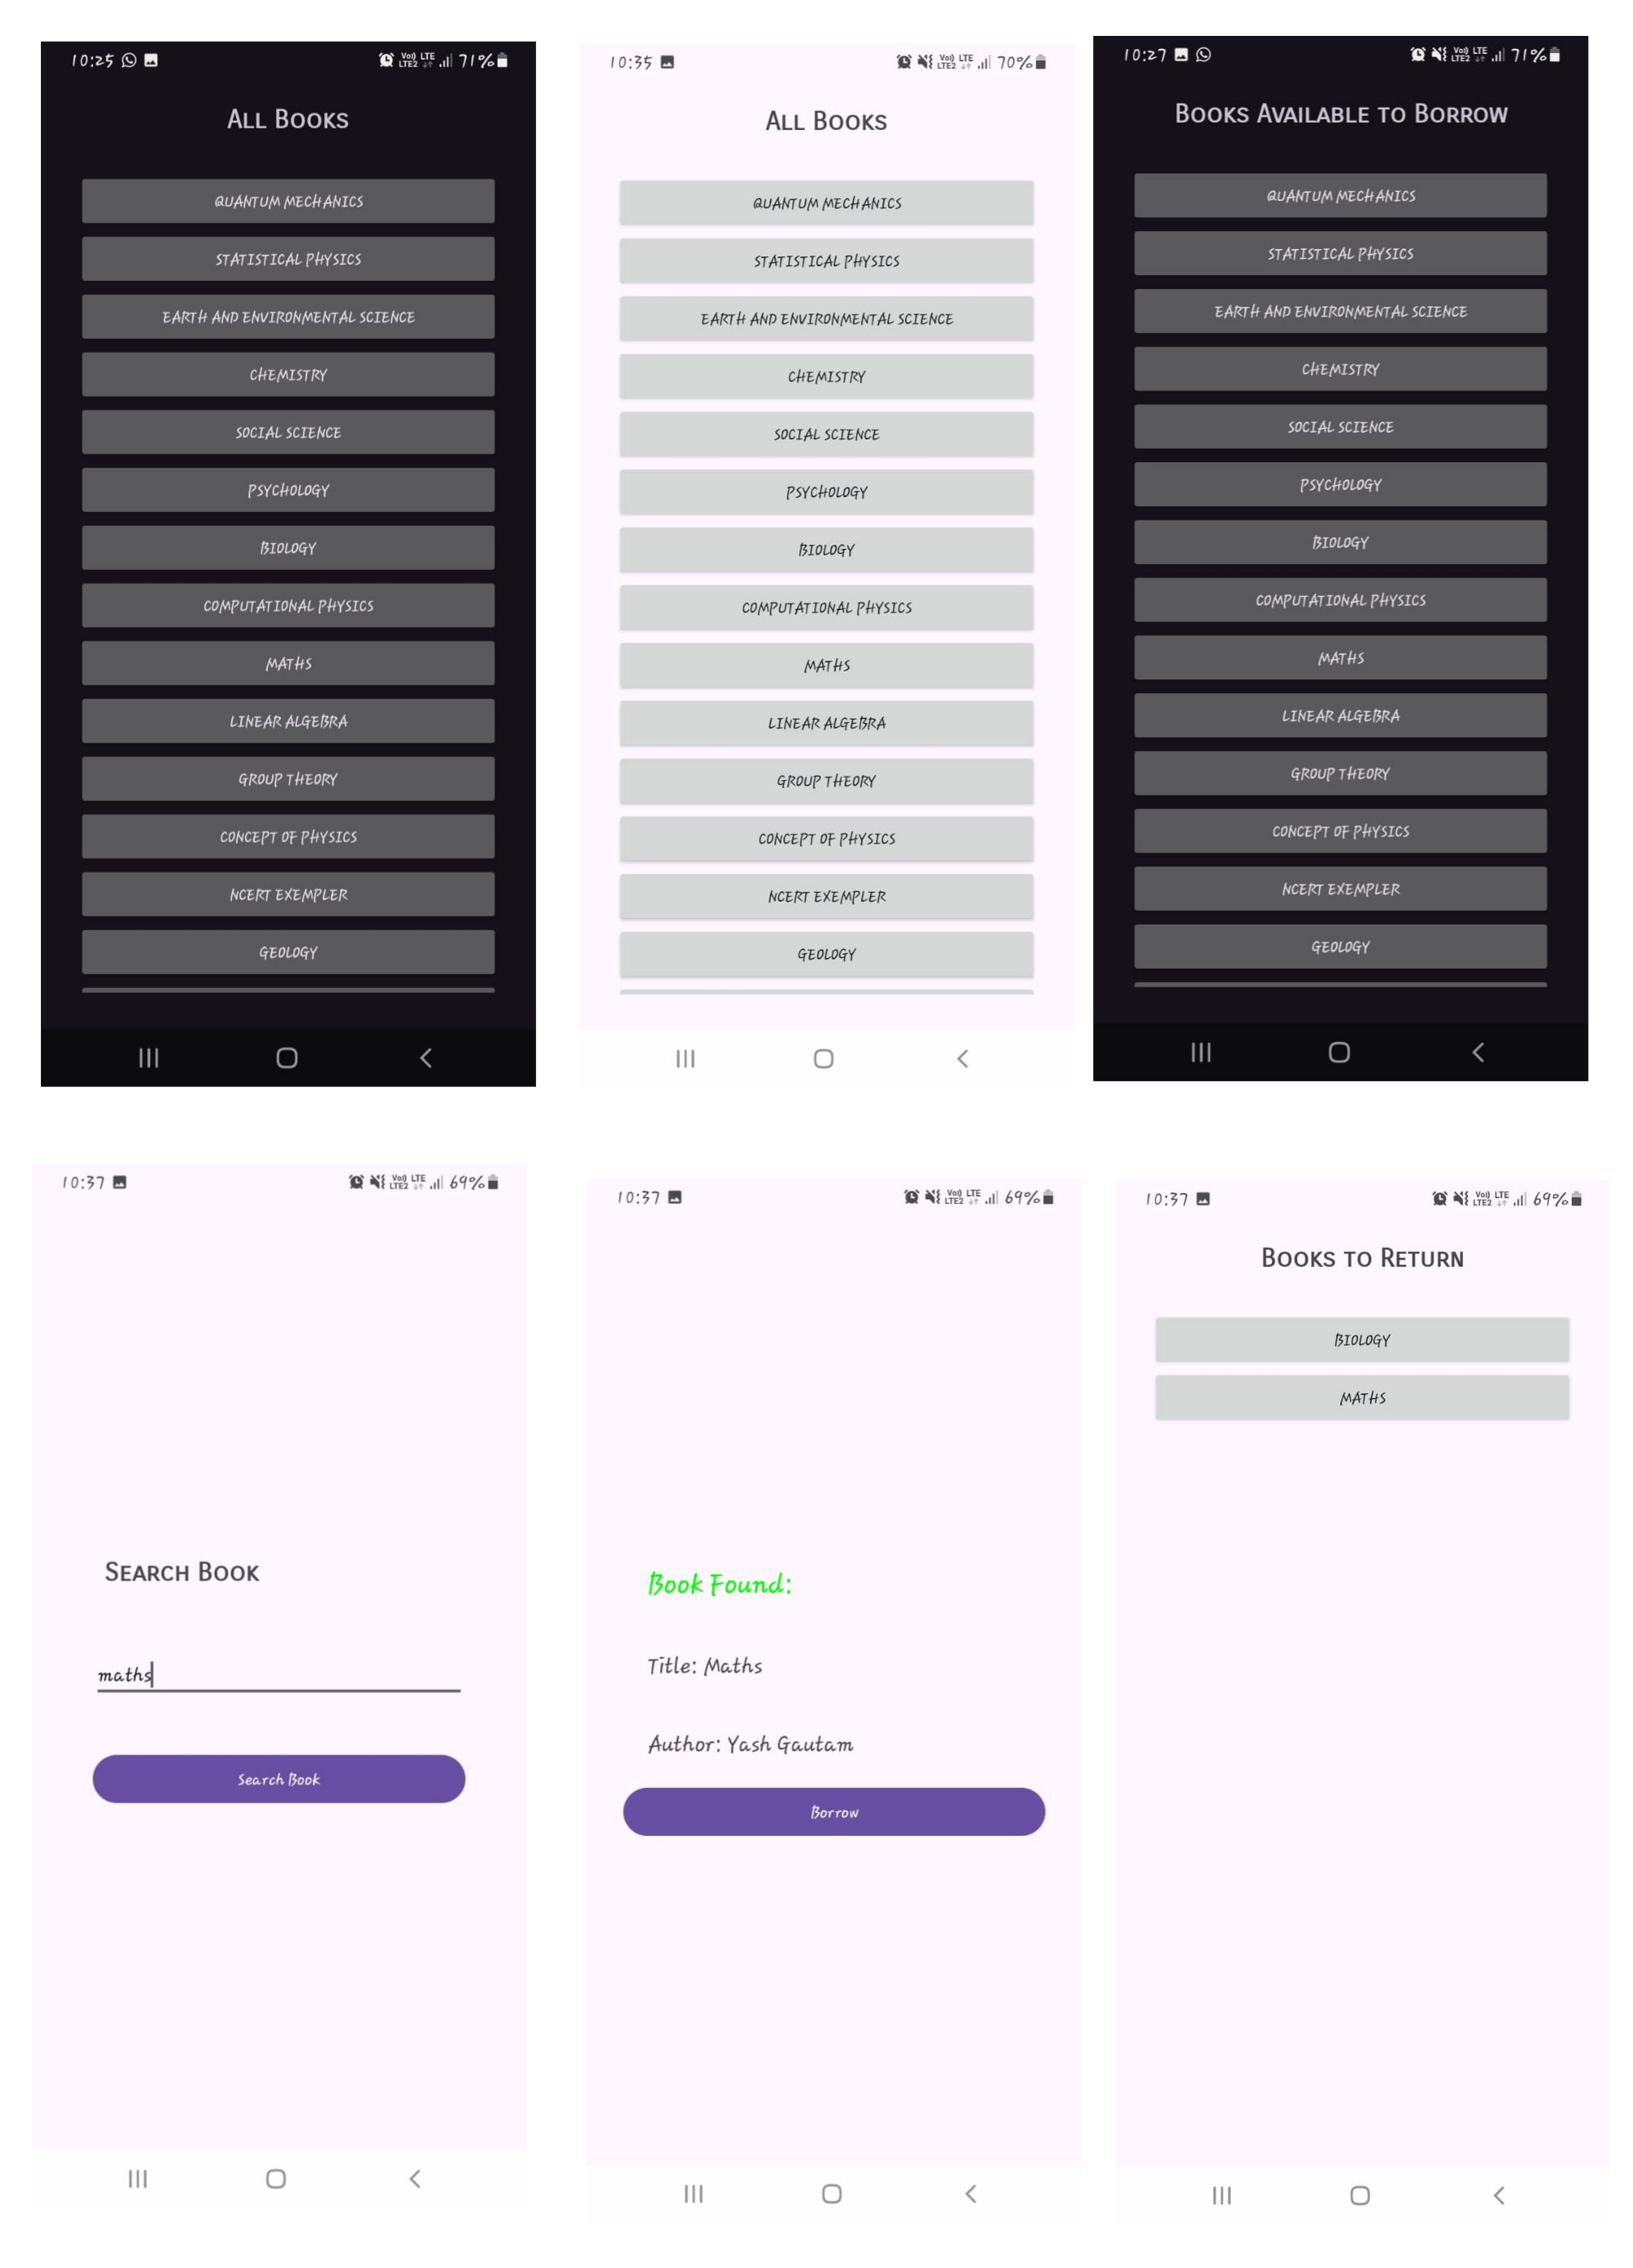 10:25 Vo)) LTE LTE2 71%
All Books
QUANTUM MECHANICS
STATISTICAL PHYSICS
EARTH AND ENVIRONMENTAL SCIENCE
CHEMISTRY
SOCIAL SCIENCE
PSYCHOLOGY
BIOLOGY
COMPUTATIONAL PHYSICS
MATHS
LINEAR ALGEBRA
GROUP THEORY
CONCEPT OF PHYSICS
NCERT EXEMPLER
GEOLOGY
10:35 Vo)) LTE LTE2 70%
All Books
QUANTUM MECHANICS
STATISTICAL PHYSICS
EARTH AND ENVIRONMENTAL SCIENCE
CHEMISTRY
SOCIAL SCIENCE
PSYCHOLOGY
BIOLOGY
COMPUTATIONAL PHYSICS
MATHS
LINEAR ALGEBRA
GROUP THEORY
CONCEPT OF PHYSICS
NCERT EXEMPLER
GEOLOGY
10:27 Vo)) LTE LTE2 71%
Books Available to Borrow
QUANTUM MECHANICS
STATISTICAL PHYSICS
EARTH AND ENVIRONMENTAL SCIENCE
CHEMISTRY
SOCIAL SCIENCE
PSYCHOLOGY
BIOLOGY
COMPUTATIONAL PHYSICS
MATHS
LINEAR ALGEBRA
GROUP THEORY
CONCEPT OF PHYSICS
NCERT EXEMPLER
GEOLOGY
10:37 Vo)) LTE LTE2 69%
Search Book
maths
Search Book
10:37 Vo)) LTE LTE2 69%
Book Found:
Title: Maths
Author: Yash Gautam
Borrow
10:37 Vo)) LTE LTE2 69%
Books to Return
BIOLOGY
MATHS